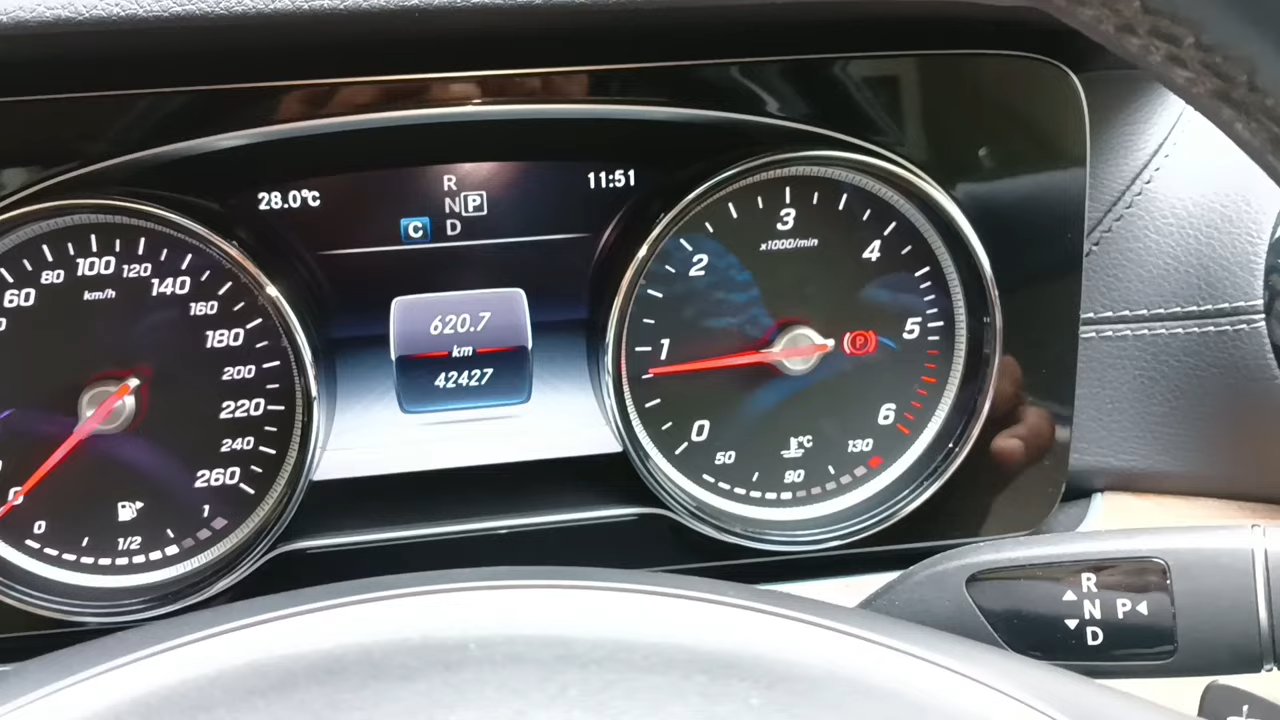 28.0°C
R
N P
C D
11:51
60 80 100 120 140 160 180 200 220 240 260
km/h
0 1/2 1
620.7
km
42427
0 1 2 3 4 5 6
x1000/min
P
°C
50 90 130
R
N P
D